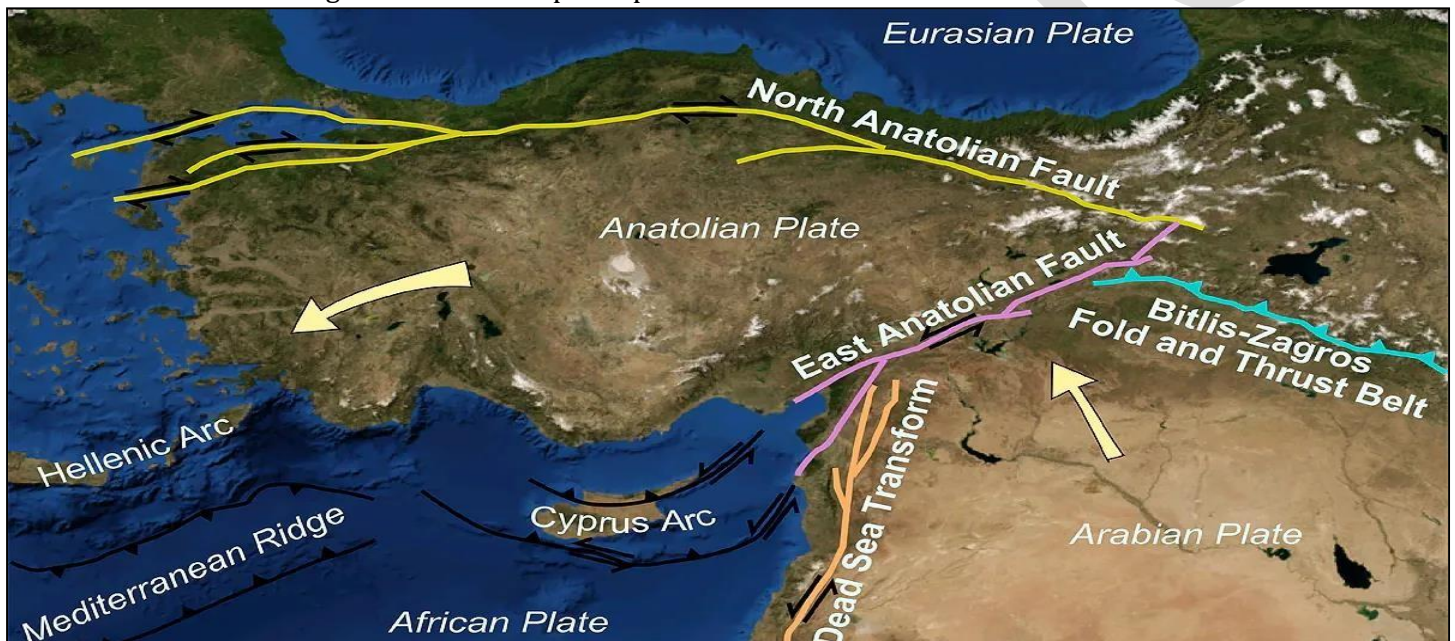 Eurasian Plate
North Anatolian Fault
Anatolian Plate
East Anatolian Fault
Bitlis-Zagros
Fold and Thrust Belt
Hellenic Arc
Cyprus Arc
Dead Sea Transform
Arabian Plate
Mediterranean Ridge
African Plate